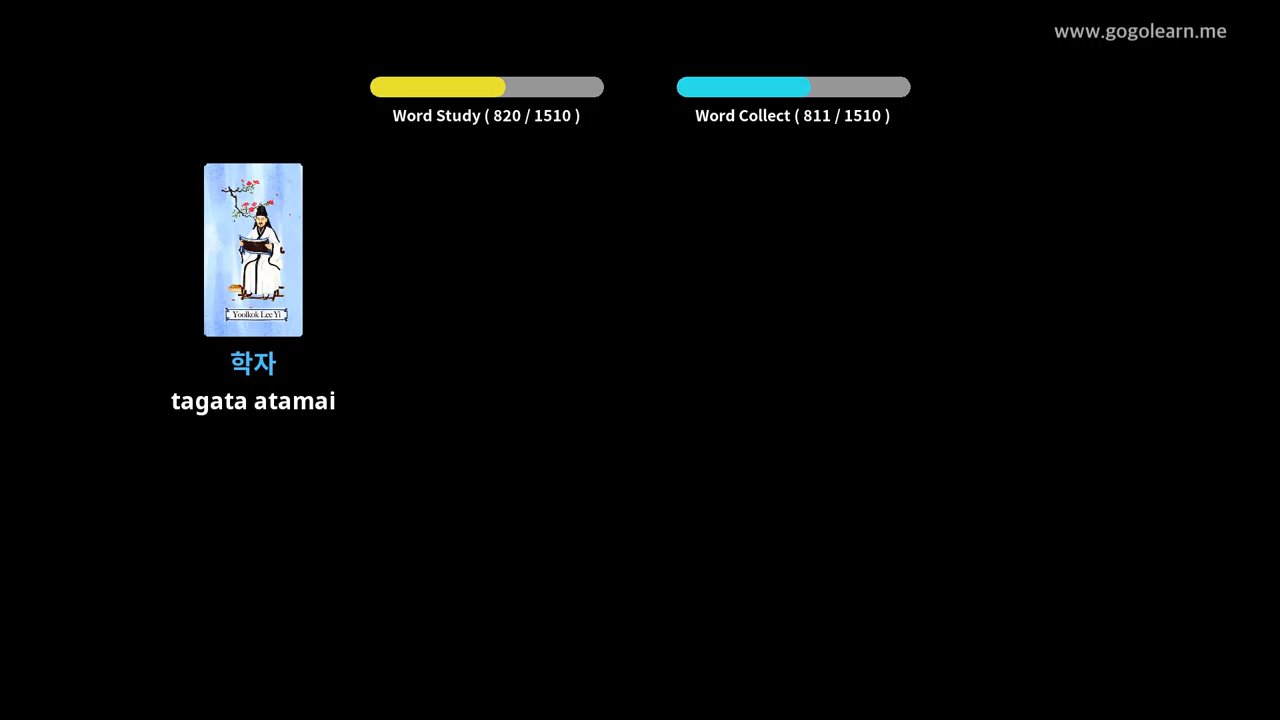 www.gogolearn.me
Word Study ( 820 / 1510 )
Word Collect ( 811 / 1510 )
Yoolkok Lee Yi
학자
tagata atamai